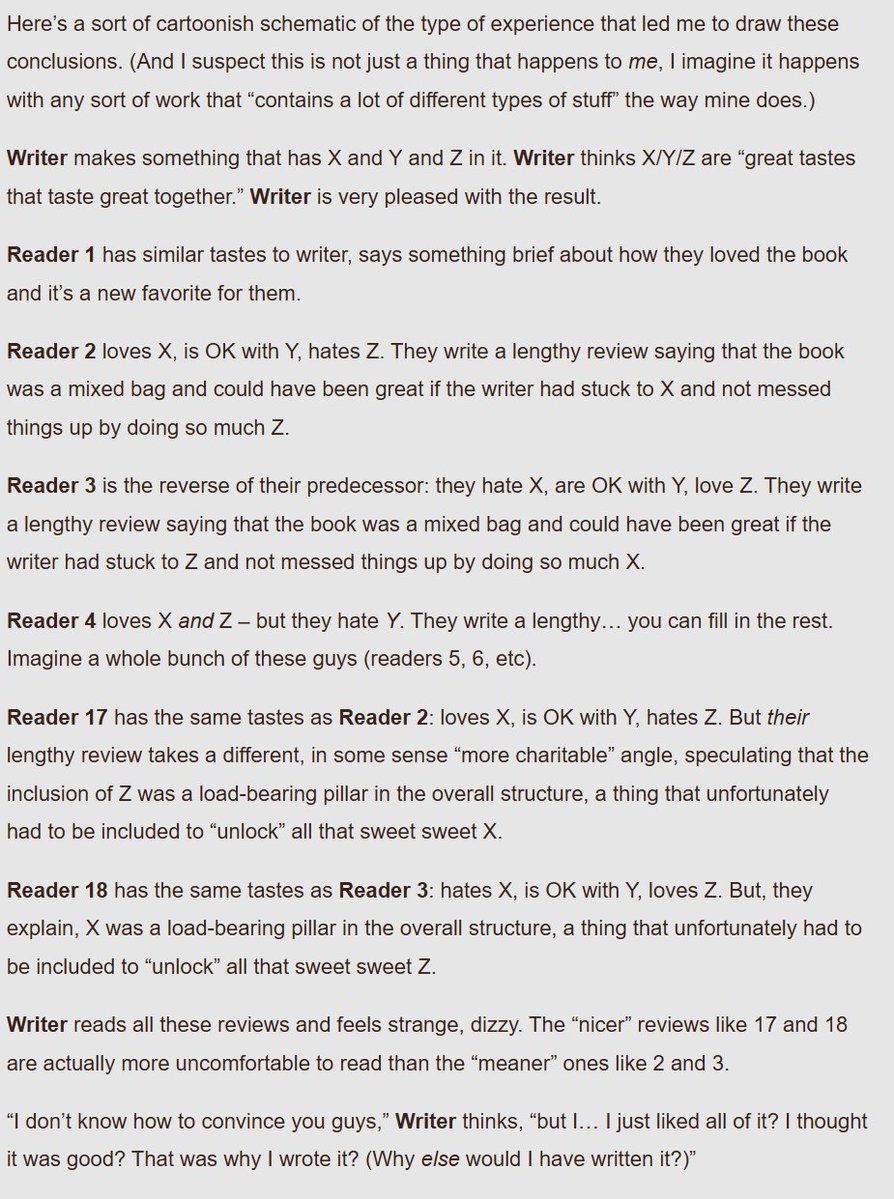 Here’s a sort of cartoonish schematic of the type of experience that led me to draw these
conclusions. (And I suspect this is not just a thing that happens to me, I imagine it happens
with any sort of work that “contains a lot of different types of stuff” the way mine does.)
Writer makes something that has X and Y and Z in it. Writer thinks X/Y/Z are “great tastes
that taste great together.” Writer is very pleased with the result.
Reader 1 has similar tastes to writer, says something brief about how they loved the book
and it’s a new favorite for them.
Reader 2 loves X, is OK with Y, hates Z. They write a lengthy review saying that the book
was a mixed bag and could have been great if the writer had stuck to X and not messed
things up by doing so much Z.
Reader 3 is the reverse of their predecessor: they hate X, are OK with Y, love Z. They write
a lengthy review saying that the book was a mixed bag and could have been great if the
writer had stuck to Z and not messed things up by doing so much X.
Reader 4 loves X and Z – but they hate Y. They write a lengthy… you can fill in the rest.
Imagine a whole bunch of these guys (readers 5, 6, etc).
Reader 17 has the same tastes as Reader 2: loves X, is OK with Y, hates Z. But their
lengthy review takes a different, in some sense “more charitable” angle, speculating that the
inclusion of Z was a load-bearing pillar in the overall structure, a thing that unfortunately
had to be included to “unlock” all that sweet sweet X.
Reader 18 has the same tastes as Reader 3: hates X, is OK with Y, loves Z. But, they
explain, X was a load-bearing pillar in the overall structure, a thing that unfortunately had to
be included to “unlock” all that sweet sweet Z.
Writer reads all these reviews and feels strange, dizzy. The “nicer” reviews like 17 and 18
are actually more uncomfortable to read than the “meaner” ones like 2 and 3.
“I don’t know how to convince you guys,” Writer thinks, “but I… I just liked all of it? I thought
it was good? That was why I wrote it? (Why else would I have written it?)”